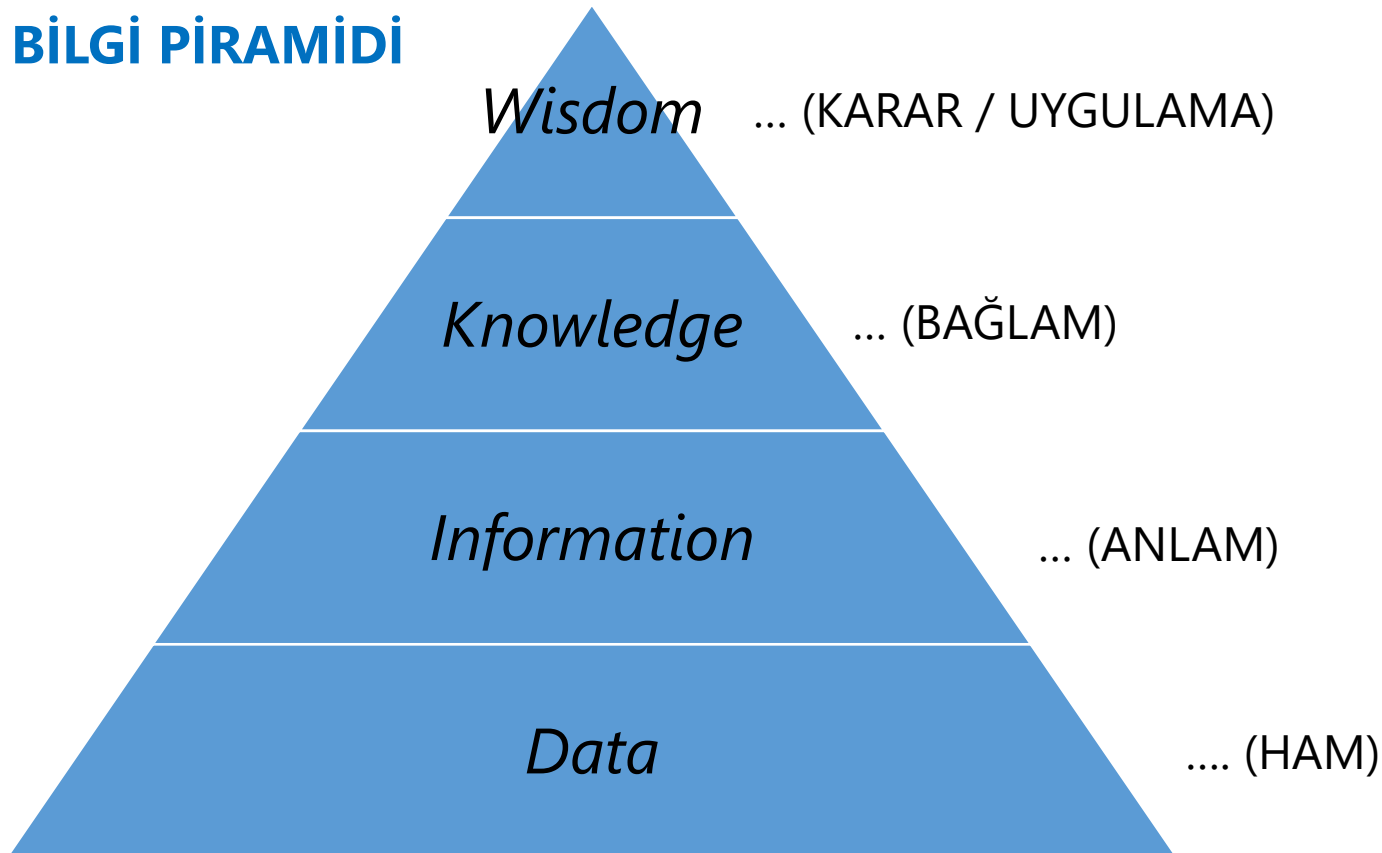 BİLGİ PİRAMİDİ
Wisdom ... (KARAR / UYGULAMA)
Knowledge ... (BAĞLAM)
Information ... (ANLAM)
Data .... (HAM)